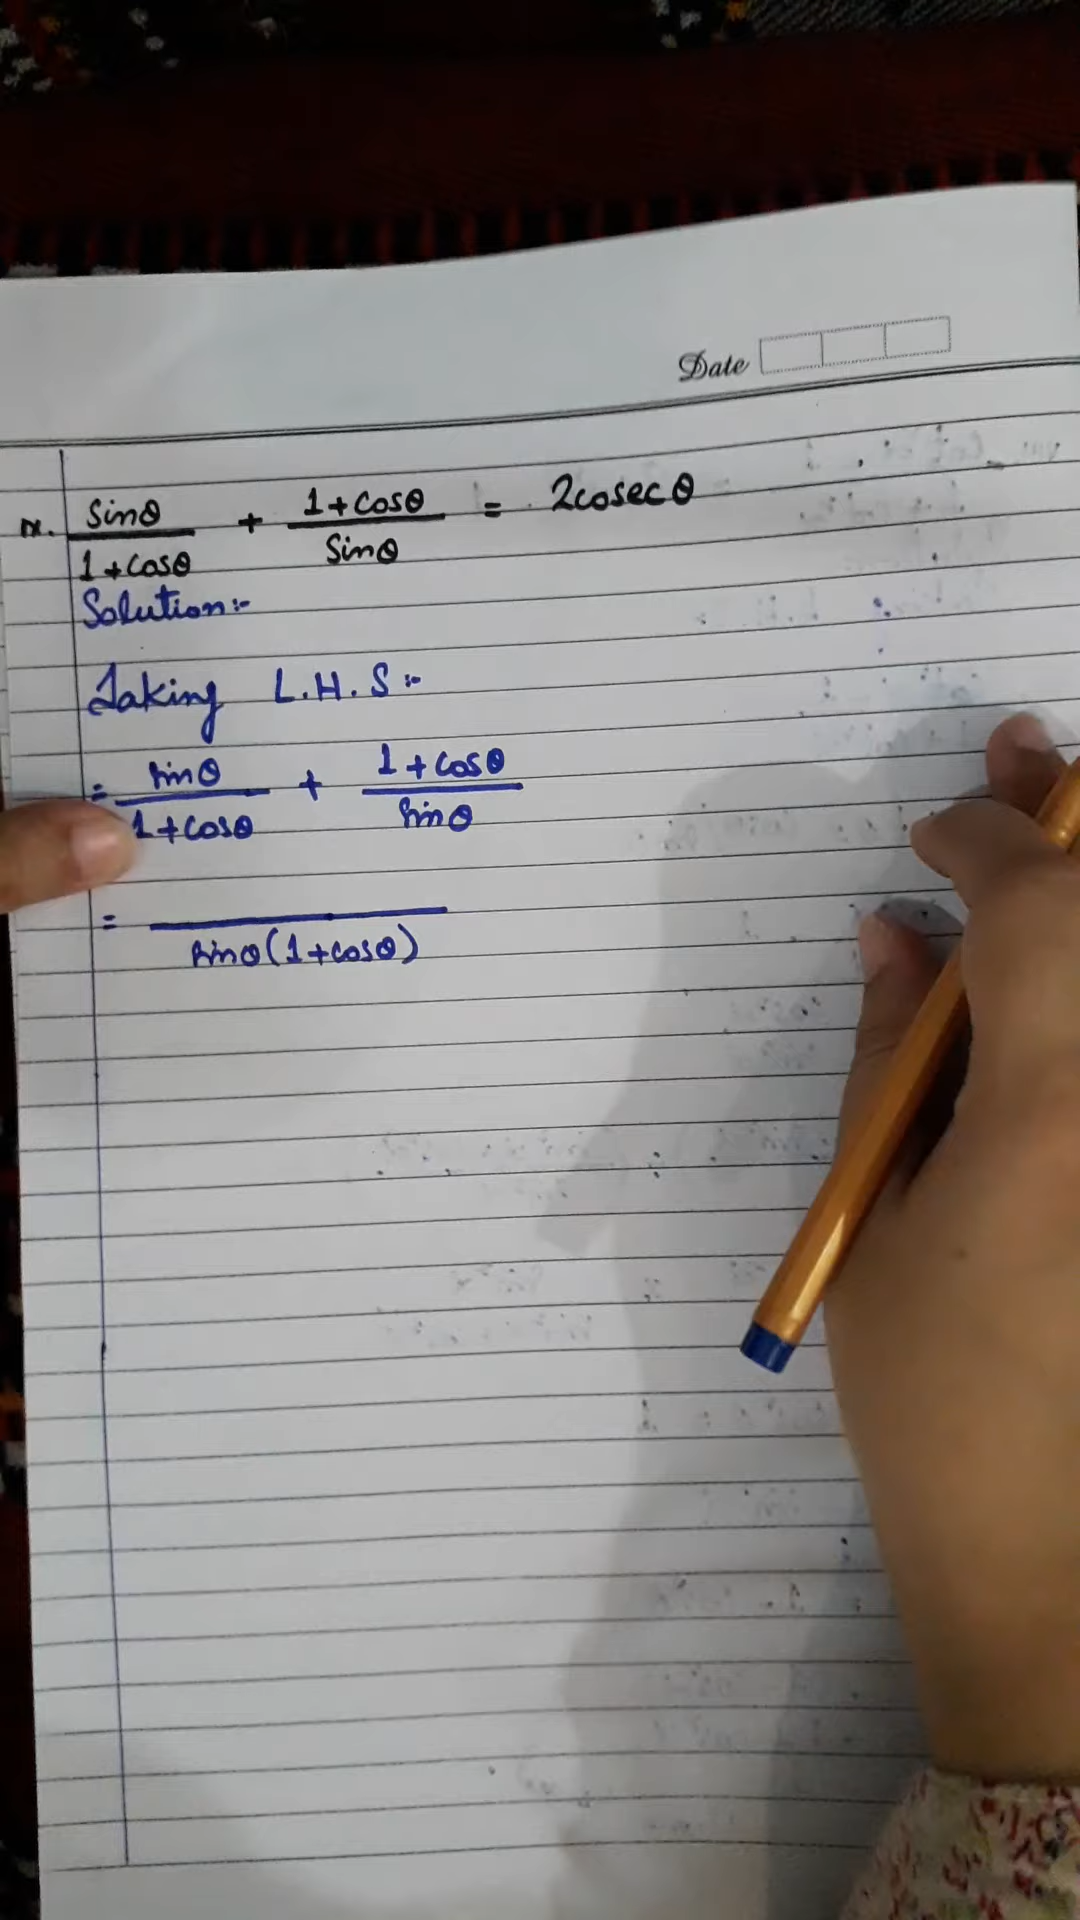 Date
ix. sinθ/1+cosθ + 1+cosθ/sinθ = 2cosecθ
Solution:-
Taking L.H.S:-
= sinθ/1+cosθ + 1+cosθ/sinθ
= /sinθ(1+cosθ)